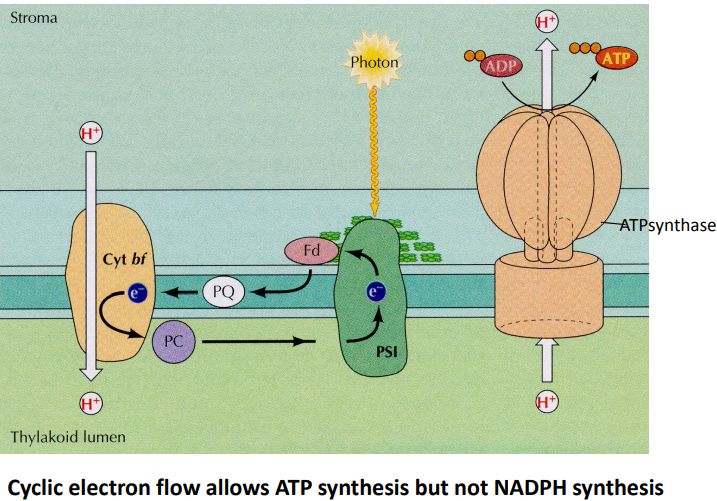 Stroma
H+
Photon
ADP
ATP
H+
ATPsynthase
Cyt bf
Fd
e−
PQ
e−
PC
PSI
H+
H+
Thylakoid lumen
Cyclic electron flow allows ATP synthesis but not NADPH synthesis